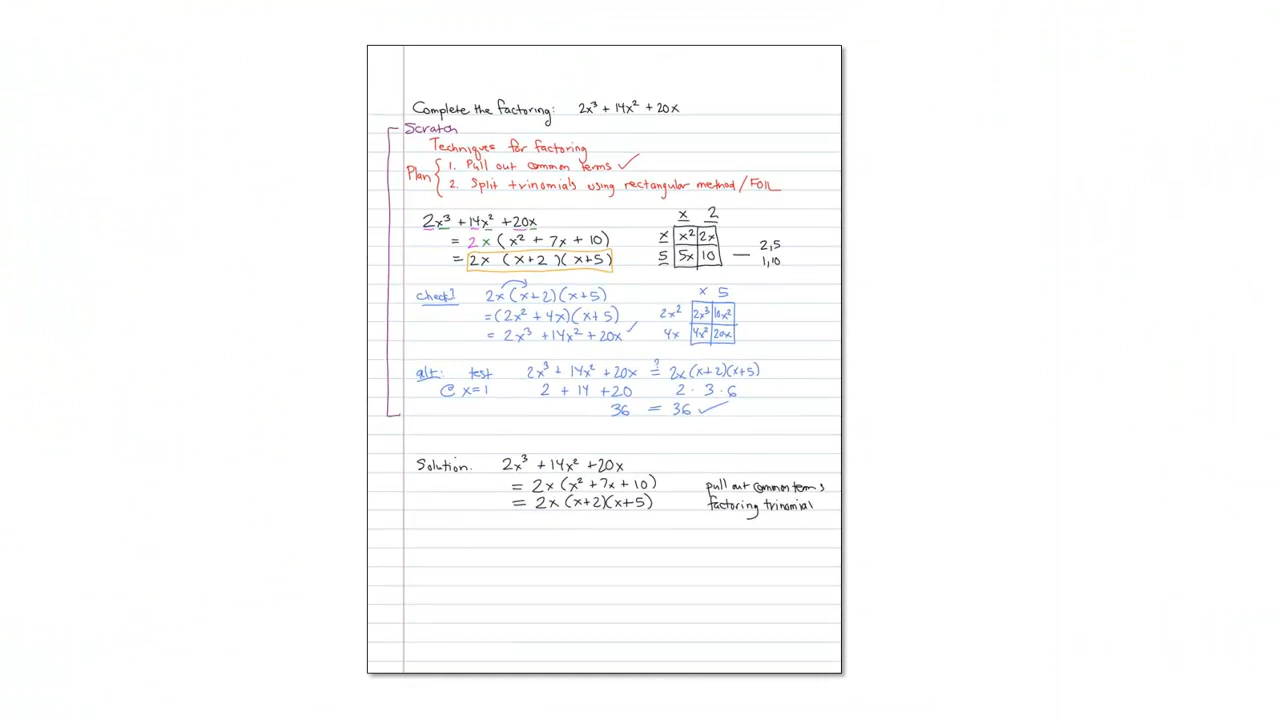 Complete the factoring: 2x³ + 14x² + 20x
Scratch
Techniques for factoring
Plan { 1. Pull out common terms ✓
2. Split trinomials using rectangular method / FOIL
2x³ + 14x² + 20x
= 2x (x² + 7x + 10)
= 2x (x+2)(x+5)
x 2
x x² 2x
5 5x 10 — 2,5
1,10
check? 2x(x+2)(x+5)
=(2x² + 4x)(x+5)
= 2x³ + 14x² + 20x ✓
x 5
2x² 2x³ 10x²
4x 4x² 20x
alt: test 2x³ + 14x² + 20x ≟ 2x(x+2)(x+5)
@ x=1 2 + 14 + 20 2 · 3 · 6
36 = 36 ✓
Solution. 2x³ + 14x² + 20x
= 2x(x² + 7x + 10) pull out common terms
= 2x (x+2)(x+5) factoring trinomial